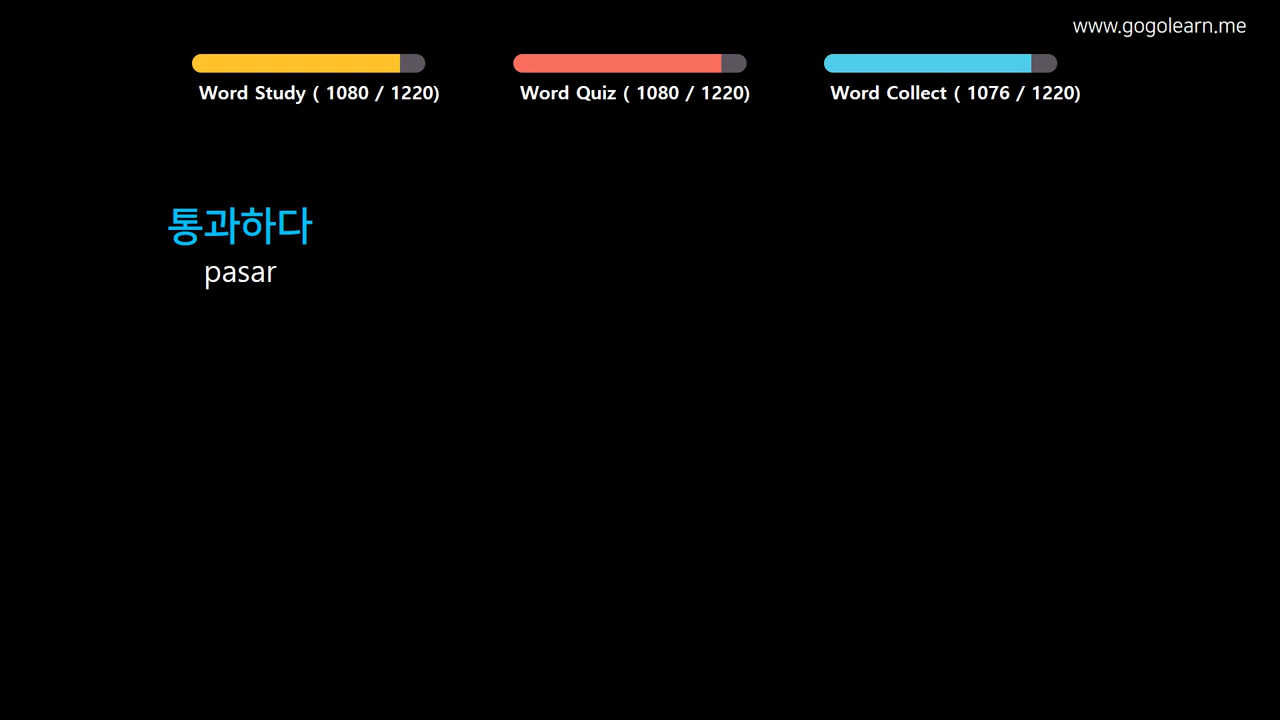 www.gogolearn.me
Word Study ( 1080 / 1220)
Word Quiz ( 1080 / 1220)
Word Collect ( 1076 / 1220)
통과하다
pasar